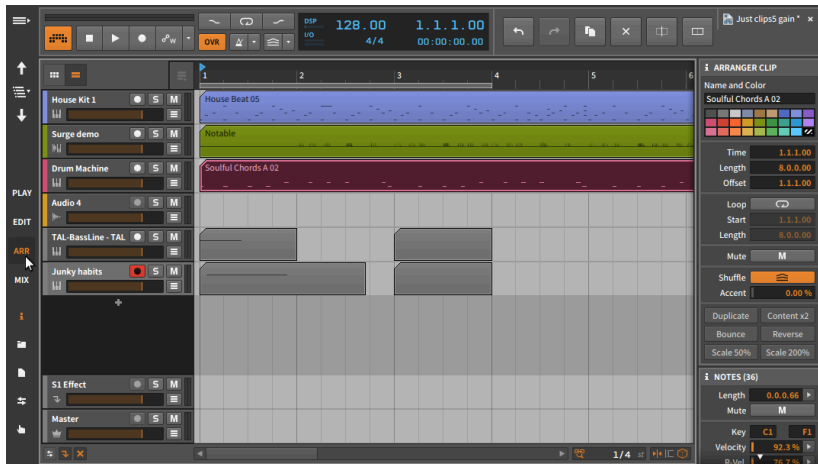 Just clips5 gain * ×
DSP 128.00 1.1.1.00
OVR I/O 4/4 00:00:00.00
W
i ARRANGER CLIP
Name and Color
Soulful Chords A 02
1 2 3 4 5 6
House Kit 1 S M House Beat 05
Surge demo S M Notable
Drum Machine S M Soulful Chords A 02
Audio 4 S M
TAL-BassLine - TAL S M
Junky habits S M
+
S1 Effect S M
Master S M
1/4 st
PLAY
EDIT
ARR
MIX
i
Time 1.1.1.00
Length 8.0.0.00
Offset 1.1.1.00
Loop
Start 1.1.1.00
Length 8.0.0.00
Mute M
Shuffle
Accent 0.00 %
Duplicate Content x2
Bounce Reverse
Scale 50% Scale 200%
i NOTES (36)
Length 0.0.0.66
Mute M
Key C1 F1
Velocity 92.3 %
R-Vel 76.7 %